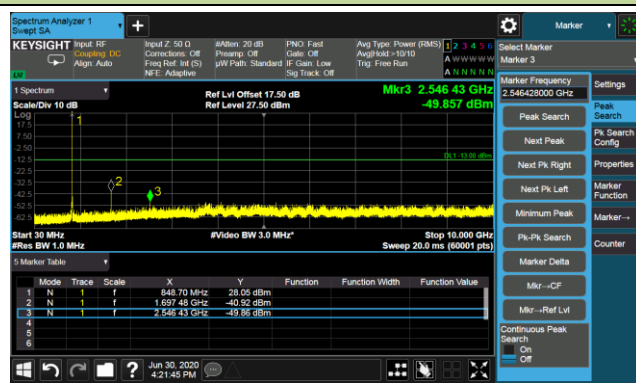 Spectrum Analyzer 1
Swept SA
Marker
KEYSIGHT Input: RF
Coupling: DC
Align: Auto
Input Z: 50 Ω
Corrections: Off
Freq Ref: Int (S)
NFE: Adaptive
#Atten: 20 dB
Preamp: Off
µW Path: Standard
PNO: Fast
Gate: Off
IF Gain: Low
Sig Track: Off
Avg Type: Power (RMS)
Avg|Hold:>10/10
Trig: Free Run
1 2 3 4 5 6
A W W W W W
A N N N N N
LXI
1 Spectrum
Scale/Div 10 dB
Ref Lvl Offset 17.50 dB
Ref Level 27.50 dBm
Mkr3 2.546 43 GHz
-49.857 dBm
Log
17.5
7.50
-2.50
-12.5
-22.5
-32.5
-42.5
-52.5
-62.5
1
2
3
DL1 -13.00 dBm
Start 30 MHz
#Res BW 1.0 MHz
#Video BW 3.0 MHz*
Stop 10.000 GHz
Sweep 20.0 ms (60001 pts)
5 Marker Table
Mode Trace Scale X Y Function Function Width Function Value
1 N 1 f 848.70 MHz 28.05 dBm
2 N 1 f 1.697 48 GHz -40.92 dBm
3 N 1 f 2.546 43 GHz -49.86 dBm
4
5
6
Jun 30, 2020
4:21:45 PM
Select Marker
Marker 3
Marker Frequency
2.546428000 GHz
Peak Search
Next Peak
Next Pk Right
Next Pk Left
Minimum Peak
Pk-Pk Search
Marker Delta
Mkr→CF
Mkr→Ref Lvl
Continuous Peak
Search
On
Off
Settings
Peak
Search
Pk Search
Config
Properties
Marker
Function
Marker→
Counter